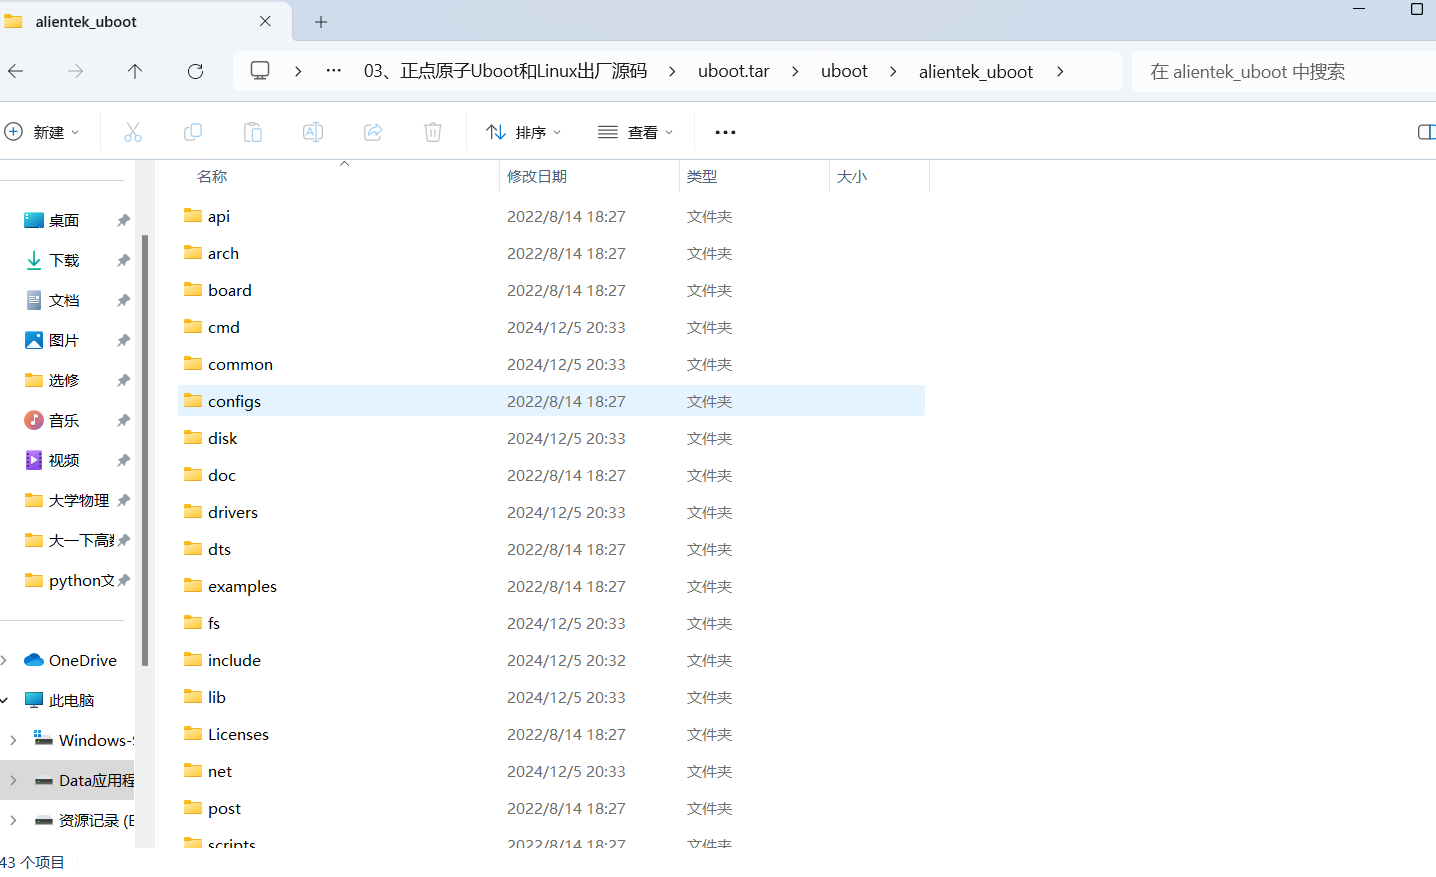 alientek_uboot
03、正点原子Uboot和Linux出厂源码 uboot.tar uboot alientek_uboot
在 alientek_uboot 中搜索
新建 排序 查看
名称 修改日期 类型 大小
桌面
下载
文档
图片
选修
音乐
视频
大学物理
大一下高
python文
OneDrive
此电脑
Windows-
Data应用程
资源记录 (E
api 2022/8/14 18:27 文件夹
arch 2022/8/14 18:27 文件夹
board 2022/8/14 18:27 文件夹
cmd 2024/12/5 20:33 文件夹
common 2024/12/5 20:33 文件夹
configs 2022/8/14 18:27 文件夹
disk 2024/12/5 20:33 文件夹
doc 2022/8/14 18:27 文件夹
drivers 2024/12/5 20:33 文件夹
dts 2022/8/14 18:27 文件夹
examples 2022/8/14 18:27 文件夹
fs 2024/12/5 20:33 文件夹
include 2024/12/5 20:32 文件夹
lib 2024/12/5 20:33 文件夹
Licenses 2022/8/14 18:27 文件夹
net 2024/12/5 20:33 文件夹
post 2022/8/14 18:27 文件夹
scripts 2022/8/14 18:27 文件夹
43 个项目